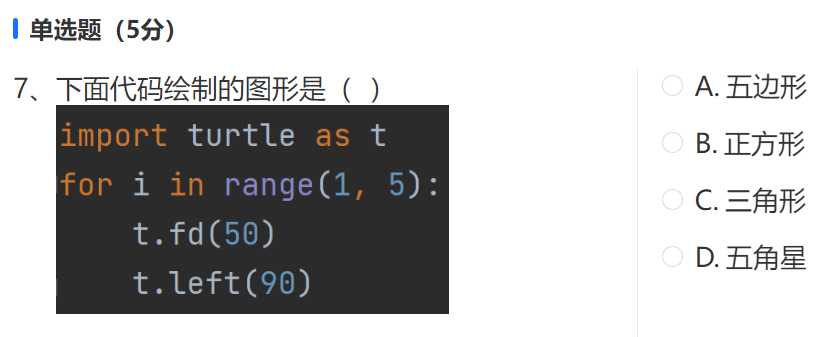 单选题（5分）
7、下面代码绘制的图形是（ ）
import turtle as t
for i in range(1, 5):
    t.fd(50)
    t.left(90)
A. 五边形
B. 正方形
C. 三角形
D. 五角星